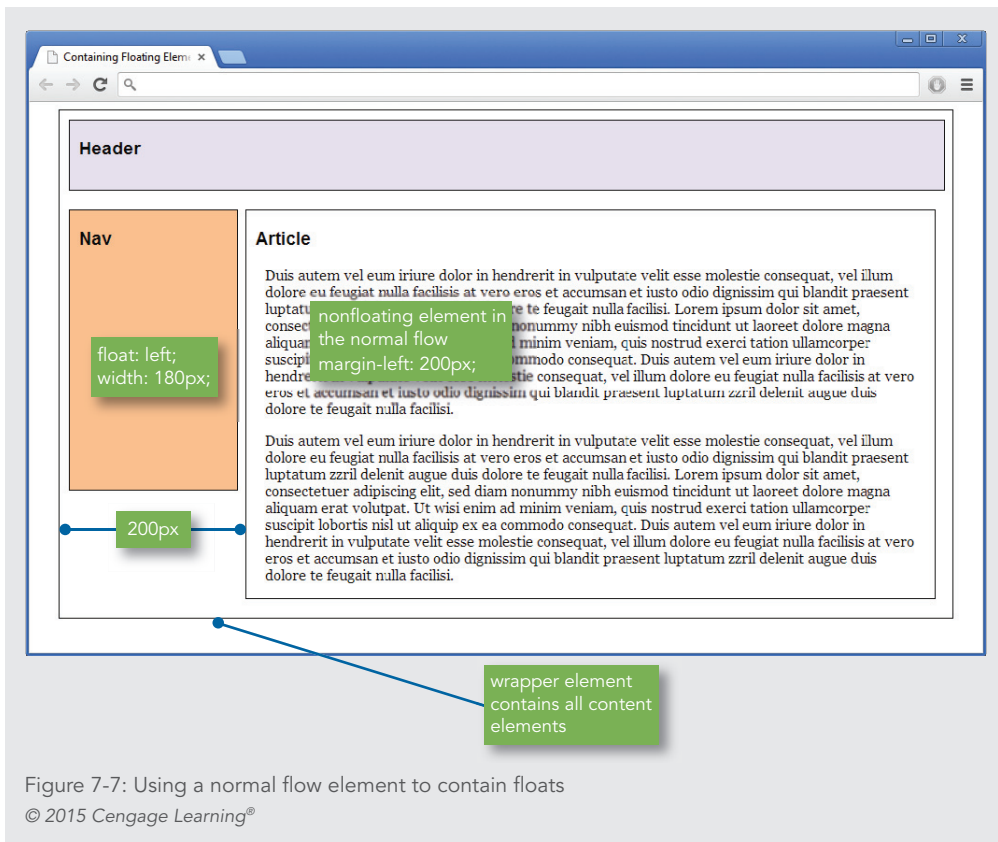 Containing Floating Elem
Header
Nav
Article
Duis autem vel eum iriure dolor in hendrerit in vulputate velit esse molestie consequat, vel illum
dolore eu feugiat nulla facilisis at vero eros et accumsan et iusto odio dignissim qui blandit praesent
luptatu re te feugait nulla facilisi. Lorem ipsum dolor sit amet,
consect nonummy nibh euismod tincidunt ut laoreet dolore magna
aliquam minim veniam, quis nostrud exerci tation ullamcorper
suscipi mmodo consequat. Duis autem vel eum iriure dolor in
hendre stie consequat, vel illum dolore eu feugiat nulla facilisis at vero
eros et accumsan et iusto odio dignissim qui blandit praesent luptatum zzril delenit augue duis
dolore te feugait nulla facilisi.
nonfloating element in
the normal flow
margin-left: 200px;
float: left;
width: 180px;
Duis autem vel eum iriure dolor in hendrerit in vulputate velit esse molestie consequat, vel illum
dolore eu feugiat nulla facilisis at vero eros et accumsan et iusto odio dignissim qui blandit praesent
luptatum zzril delenit augue duis dolore te feugait nulla facilisi. Lorem ipsum dolor sit amet,
consectetuer adipiscing elit, sed diam nonummy nibh euismod tincidunt ut laoreet dolore magna
aliquam erat volutpat. Ut wisi enim ad minim veniam, quis nostrud exerci tation ullamcorper
suscipit lobortis nisl ut aliquip ex ea commodo consequat. Duis autem vel eum iriure dolor in
hendrerit in vulputate velit esse molestie consequat, vel illum dolore eu feugiat nulla facilisis at vero
eros et accumsan et iusto odio dignissim qui blandit praesent luptatum zzril delenit augue duis
dolore te feugait nulla facilisi.
200px
wrapper element
contains all content
elements
Figure 7-7: Using a normal flow element to contain floats
© 2015 Cengage Learning®